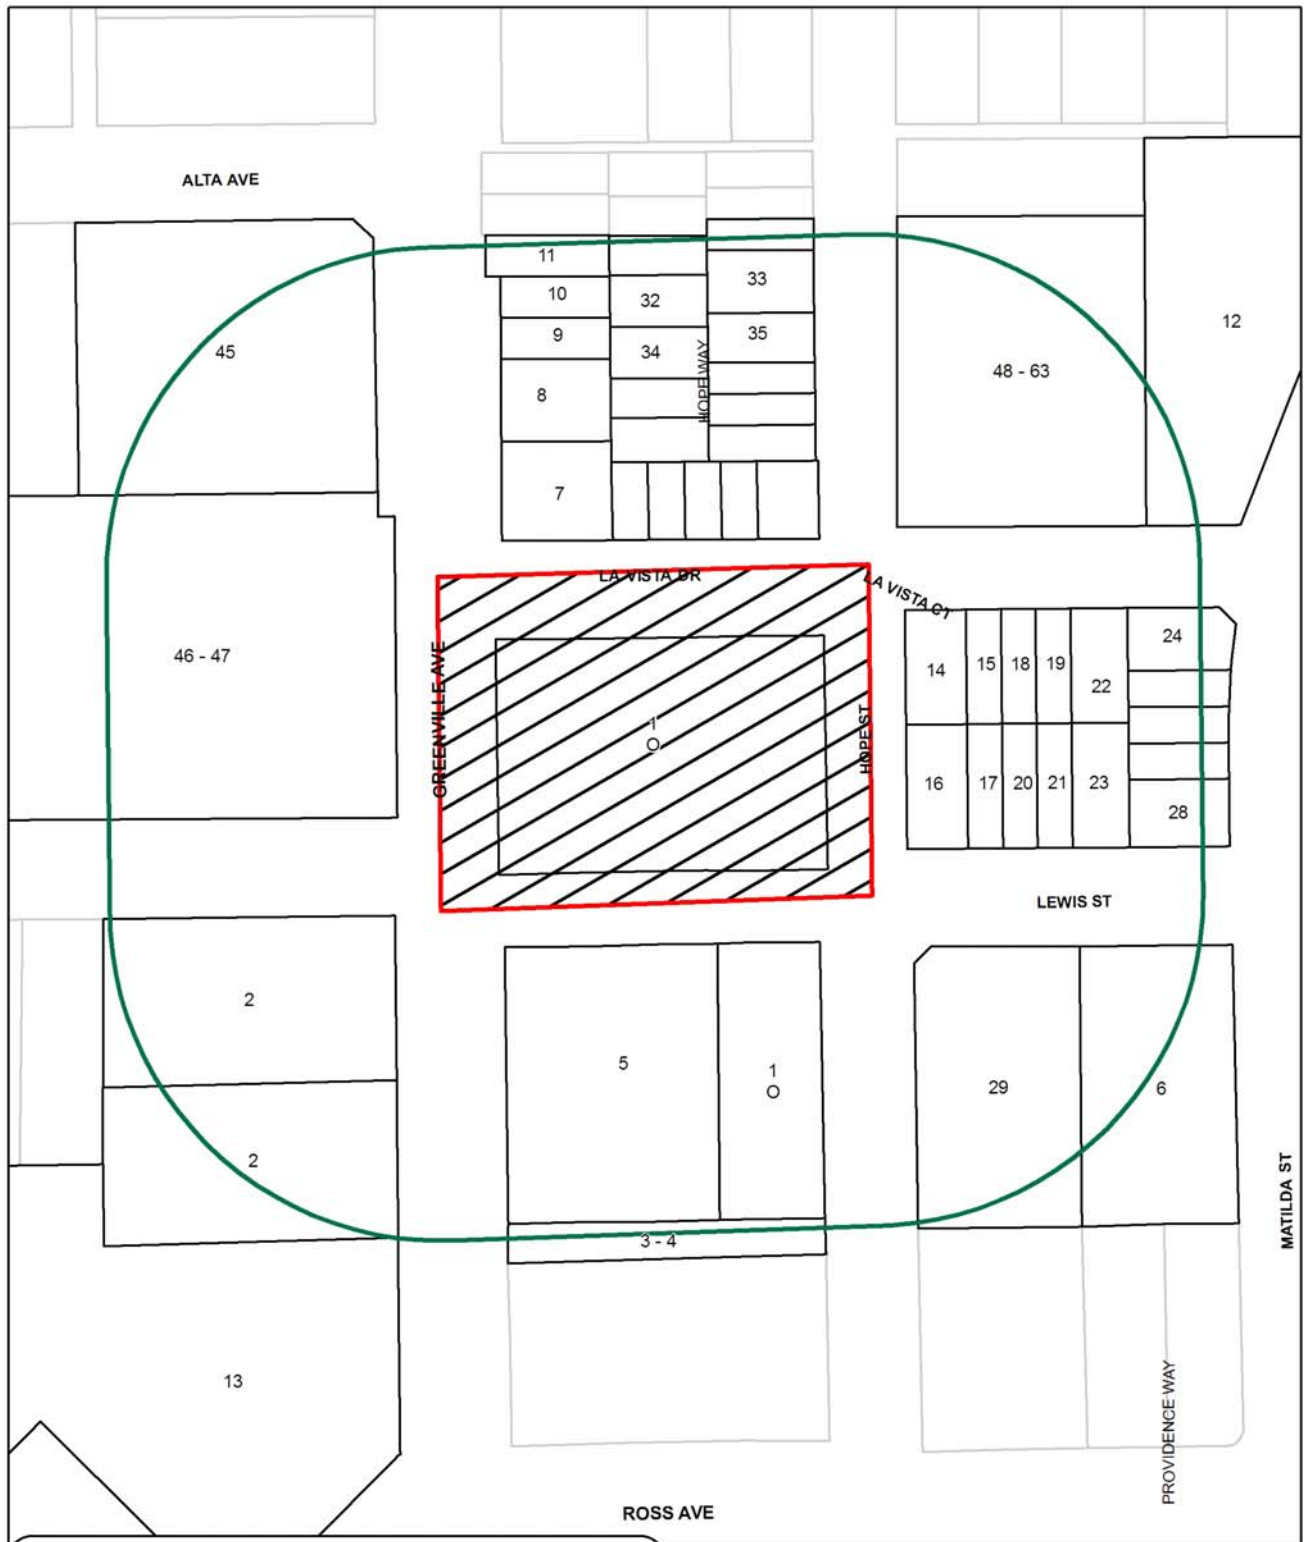 ALTA AVE
11
33
10
32
12
9
35
45
34
HOPE WAY
48 - 63
8
7
LA VISTA DR
LA VISTA CT
24
46 - 47
GREENVILLE AVE
14
15
18
19
22
1
O
HOPE ST
16
17
20
21
23
28
LEWIS ST
2
5
1
O
29
6
2
MATILDA ST
3 - 4
13
PROVIDENCE WAY
ROSS AVE